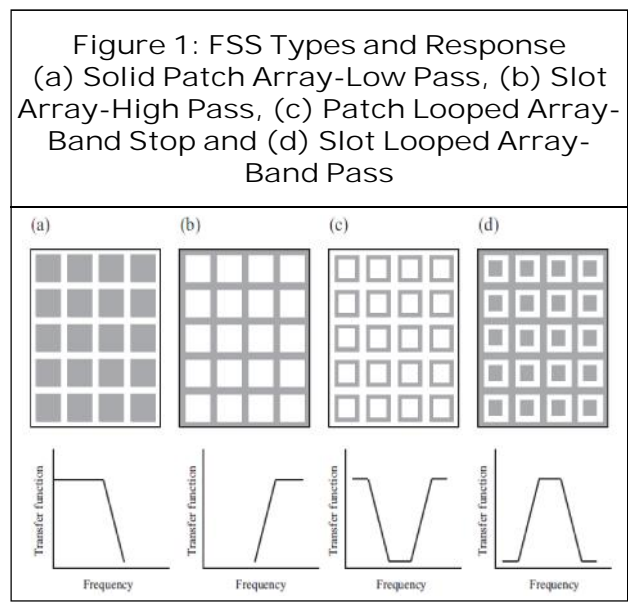 Figure 1: FSS Types and Response
(a) Solid Patch Array-Low Pass, (b) Slot
Array-High Pass, (c) Patch Looped Array-
Band Stop and (d) Slot Looped Array-
Band Pass
(a) (b) (c) (d)
Transfer function Transfer function Transfer function Transfer function
Frequency Frequency Frequency Frequency